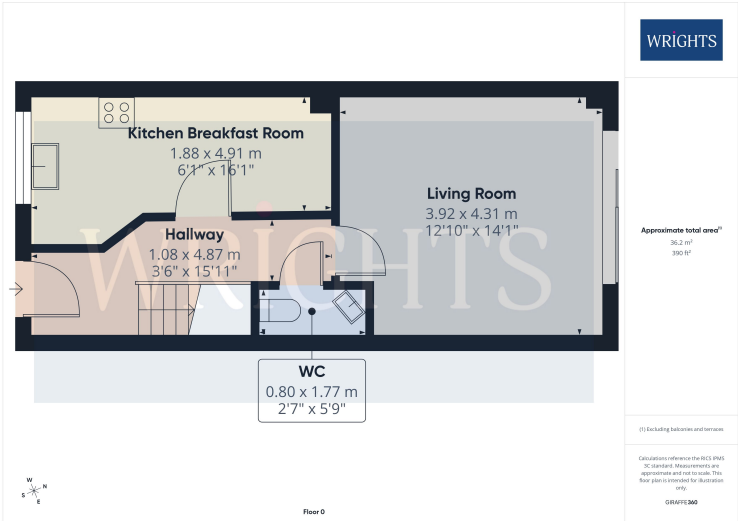 WRIGHTS
Kitchen Breakfast Room
1.88 x 4.91 m
6'1" x 16'1"
Living Room
3.92 x 4.31 m
12'10" x 14'1"
Hallway
1.08 x 4.87 m
3'6" x 15'11"
WRIGHTS
WC
0.80 x 1.77 m
2'7" x 5'9"
Approximate total area(1)
36.2 m²
390 ft²
(1) Excluding balconies and terraces
Calculations reference the RICS IPMS
3C standard. Measurements are
approximate and not to scale. This
floor plan is intended for illustration
only.
GIRAFFE360
W
N
S
E
Floor 0